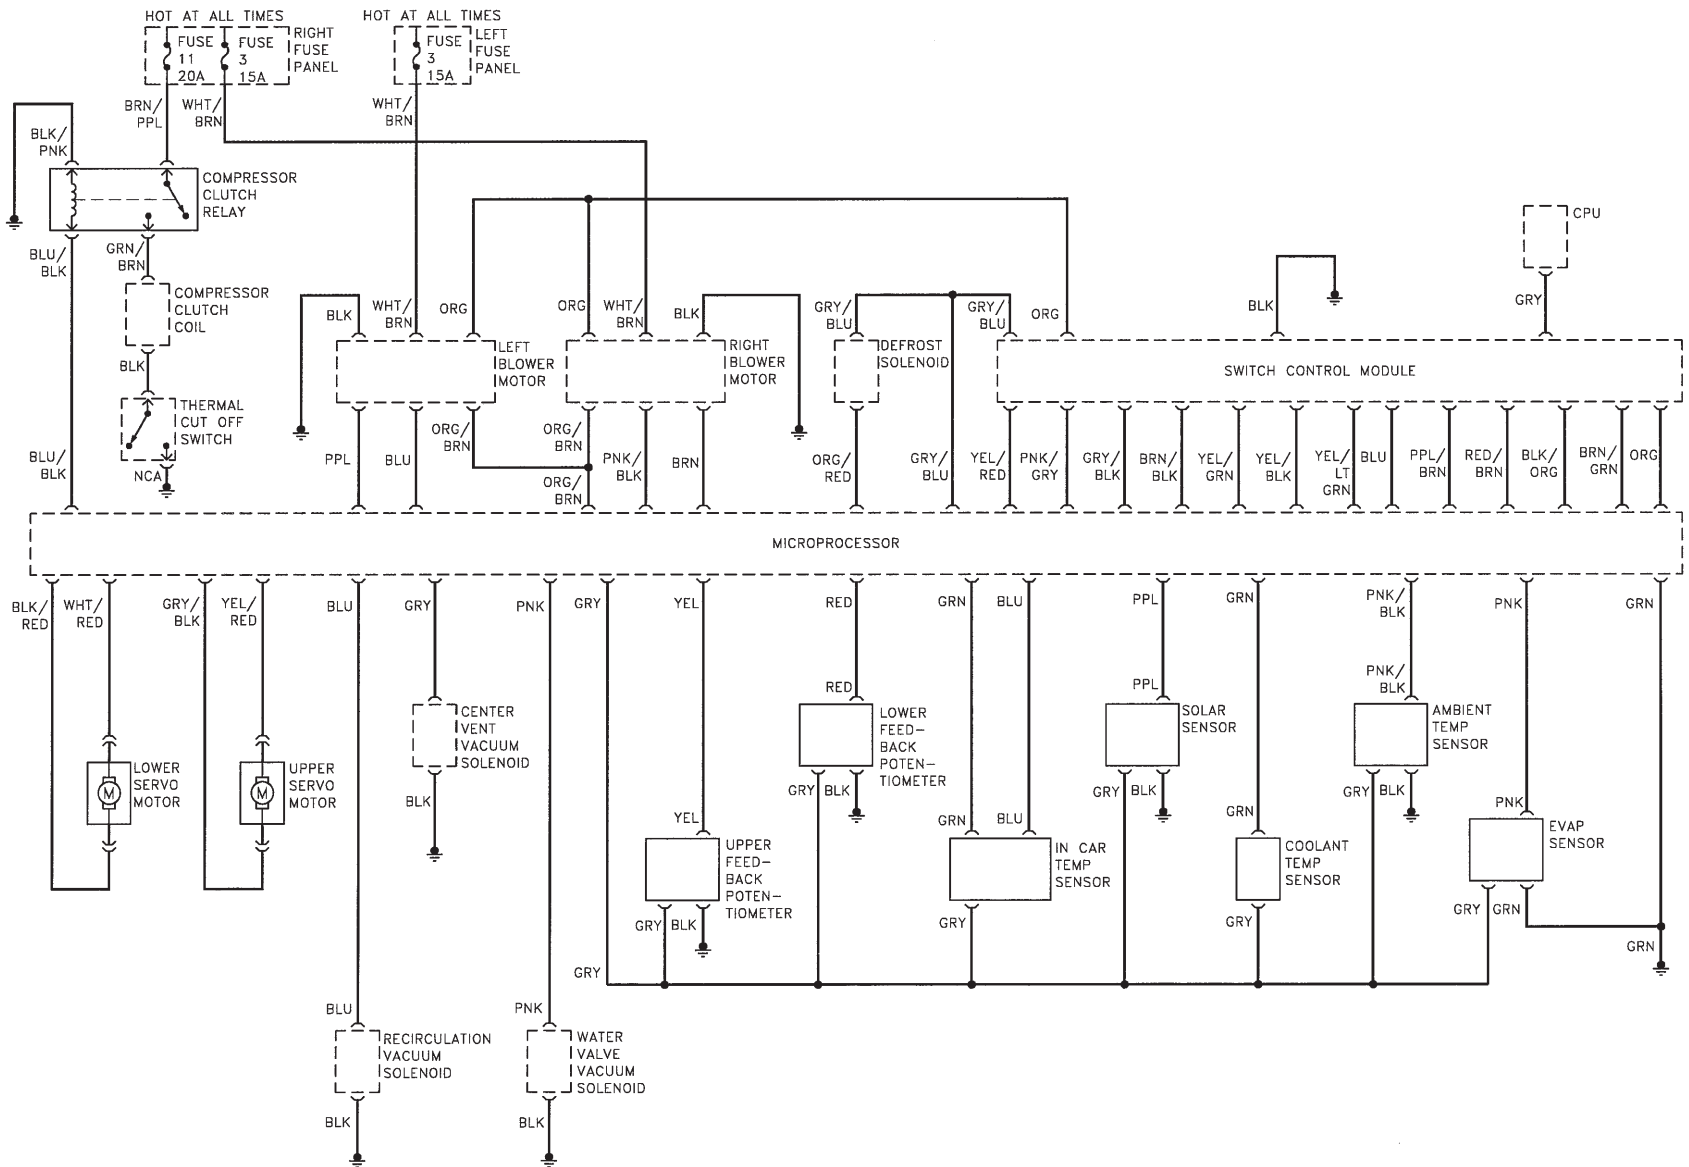 HOT AT ALL TIMES
HOT AT ALL TIMES
FUSE
11
20A
FUSE
3
15A
RIGHT
FUSE
PANEL
FUSE
3
15A
LEFT
FUSE
PANEL
BRN/
PPL
WHT/
BRN
WHT/
BRN
BLK/
PNK
COMPRESSOR
CLUTCH
RELAY
CPU
BLU/
BLK
GRN/
BRN
COMPRESSOR
CLUTCH
COIL
BLK
WHT/
BRN
ORG
ORG
WHT/
BRN
BLK
GRY/
BLU
GRY/
BLU
ORG
BLK
GRY
BLK
LEFT
BLOWER
MOTOR
RIGHT
BLOWER
MOTOR
DEFROST
SOLENOID
SWITCH CONTROL MODULE
THERMAL
CUT OFF
SWITCH
NCA
BLU/
BLK
PPL
BLU
ORG/
BRN
ORG/
BRN
ORG/
BRN
PNK/
BLK
BRN
ORG/
RED
GRY/
BLU
YEL/
RED
PNK/
GRY
GRY/
BLK
BRN/
BLK
YEL/
GRN
YEL/
BLK
YEL/
LT
GRN
BLU
PPL/
BRN
RED/
BRN
BLK/
ORG
BRN/
GRN
ORG
MICROPROCESSOR
BLK/
RED
WHT/
RED
GRY/
BLK
YEL/
RED
BLU
GRY
PNK
GRY
YEL
RED
GRN
BLU
PPL
GRN
PNK/
BLK
PNK
GRN
RED
PPL
PNK/
BLK
CENTER
VENT
VACUUM
SOLENOID
LOWER
FEED-
BACK
POTEN-
TIOMETER
SOLAR
SENSOR
AMBIENT
TEMP
SENSOR
M
LOWER
SERVO
MOTOR
M
UPPER
SERVO
MOTOR
BLK
GRY
BLK
GRY
BLK
GRY
BLK
YEL
GRN
BLU
GRN
PNK
UPPER
FEED-
BACK
POTEN-
TIOMETER
IN CAR
TEMP
SENSOR
COOLANT
TEMP
SENSOR
EVAP
SENSOR
GRY
BLK
GRY
GRY
GRY
GRN
GRN
GRY
BLU
PNK
RECIRCULATION
VACUUM
SOLENOID
WATER
VALVE
VACUUM
SOLENOID
BLK
BLK